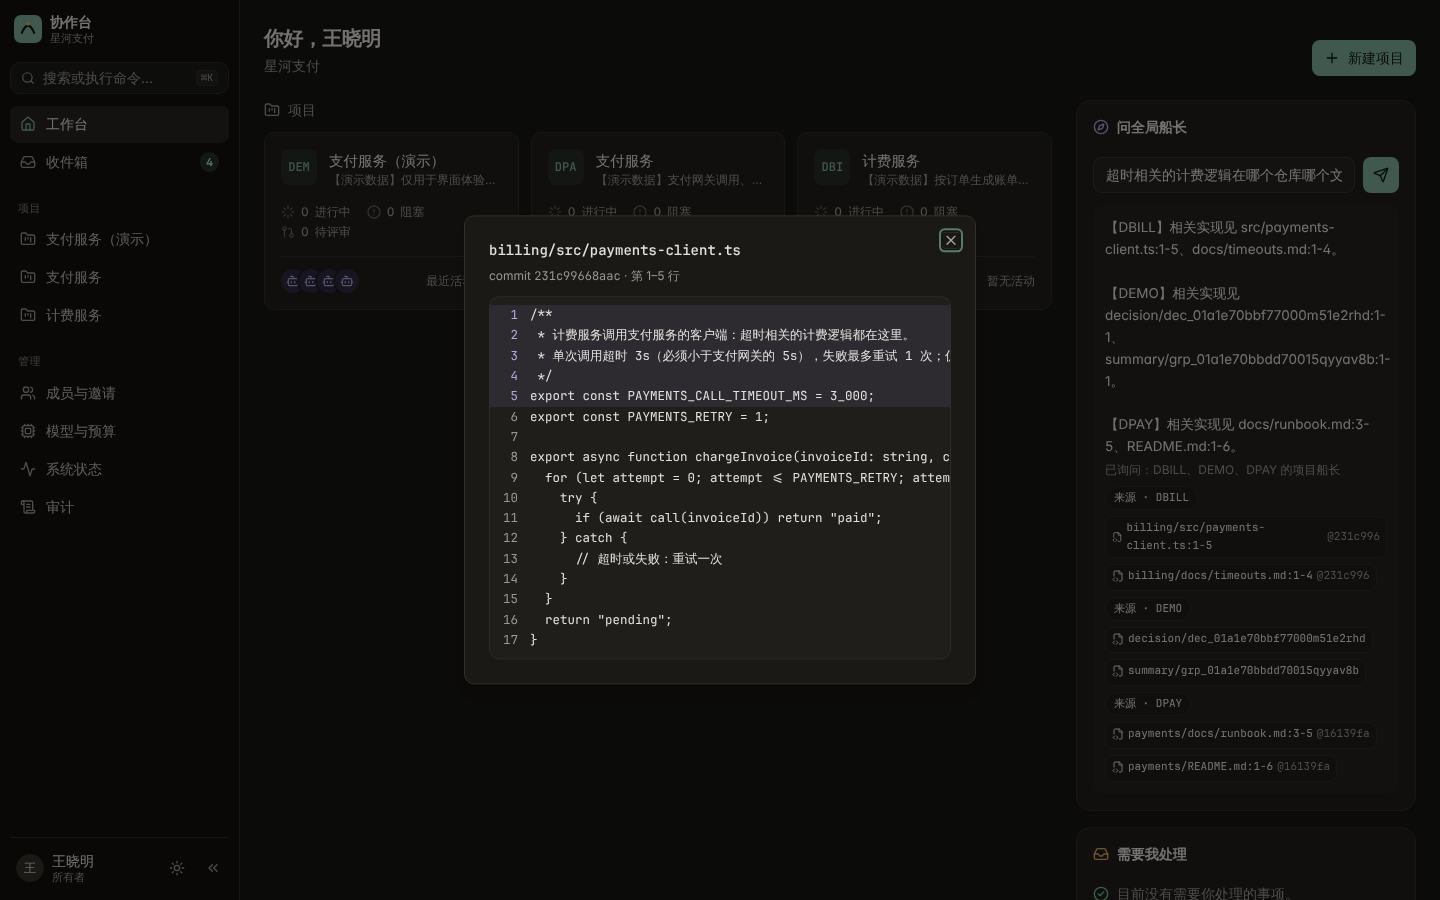 协作台
星河支付
搜索或执行命令... ⌘K
工作台
收件箱 4
项目
支付服务（演示）
支付服务
计费服务
管理
成员与邀请
模型与预算
系统状态
审计
王 王晓明
所有者
你好，王晓明
星河支付
新建项目
项目
DEM 支付服务（演示）
【演示数据】仅用于界面体验...
0 进行中 0 阻塞
0 待评审
DPA 支付服务
【演示数据】支付网关调用、...
0 进行中 0 阻塞
DBI 计费服务
【演示数据】按订单生成账单...
0 进行中 0 阻塞
暂无活动
billing/src/payments-client.ts
commit 231c99668aac · 第 1–5 行
1 /**
2 * 计费服务调用支付服务的客户端：超时相关的计费逻辑都在这里。
3 * 单次调用超时 3s（必须小于支付网关的 5s），失败最多重试 1 次；
4 */
5 export const PAYMENTS_CALL_TIMEOUT_MS = 3_000;
6 export const PAYMENTS_RETRY = 1;
7
8 export async function chargeInvoice(invoiceId: string, c
9 for (let attempt = 0; attempt <= PAYMENTS_RETRY; attem
10 try {
11 if (await call(invoiceId)) return "paid";
12 } catch {
13 // 超时或失败：重试一次
14 }
15 }
16 return "pending";
17 }
问全局船长
超时相关的计费逻辑在哪个仓库哪个文
【DBILL】相关实现见 src/payments-
client.ts:1-5、docs/timeouts.md:1-4。
【DEMO】相关实现见
decision/dec_01a1e70bbf77000m51e2rhd:1-
1、
summary/grp_01a1e70bbdd70015qyyav8b:1-
1。
【DPAY】相关实现见 docs/runbook.md:3-
5、README.md:1-6。
已询问：DBILL、DEMO、DPAY 的项目船长
来源 · DBILL
billing/src/payments-
client.ts:1-5 @231c996
billing/docs/timeouts.md:1-4 @231c996
来源 · DEMO
decision/dec_01a1e70bbf77000m51e2rhd
summary/grp_01a1e70bbdd70015qyyav8b
来源 · DPAY
payments/docs/runbook.md:3-5 @16139fa
payments/README.md:1-6 @16139fa
需要我处理
目前没有需要你处理的事项。